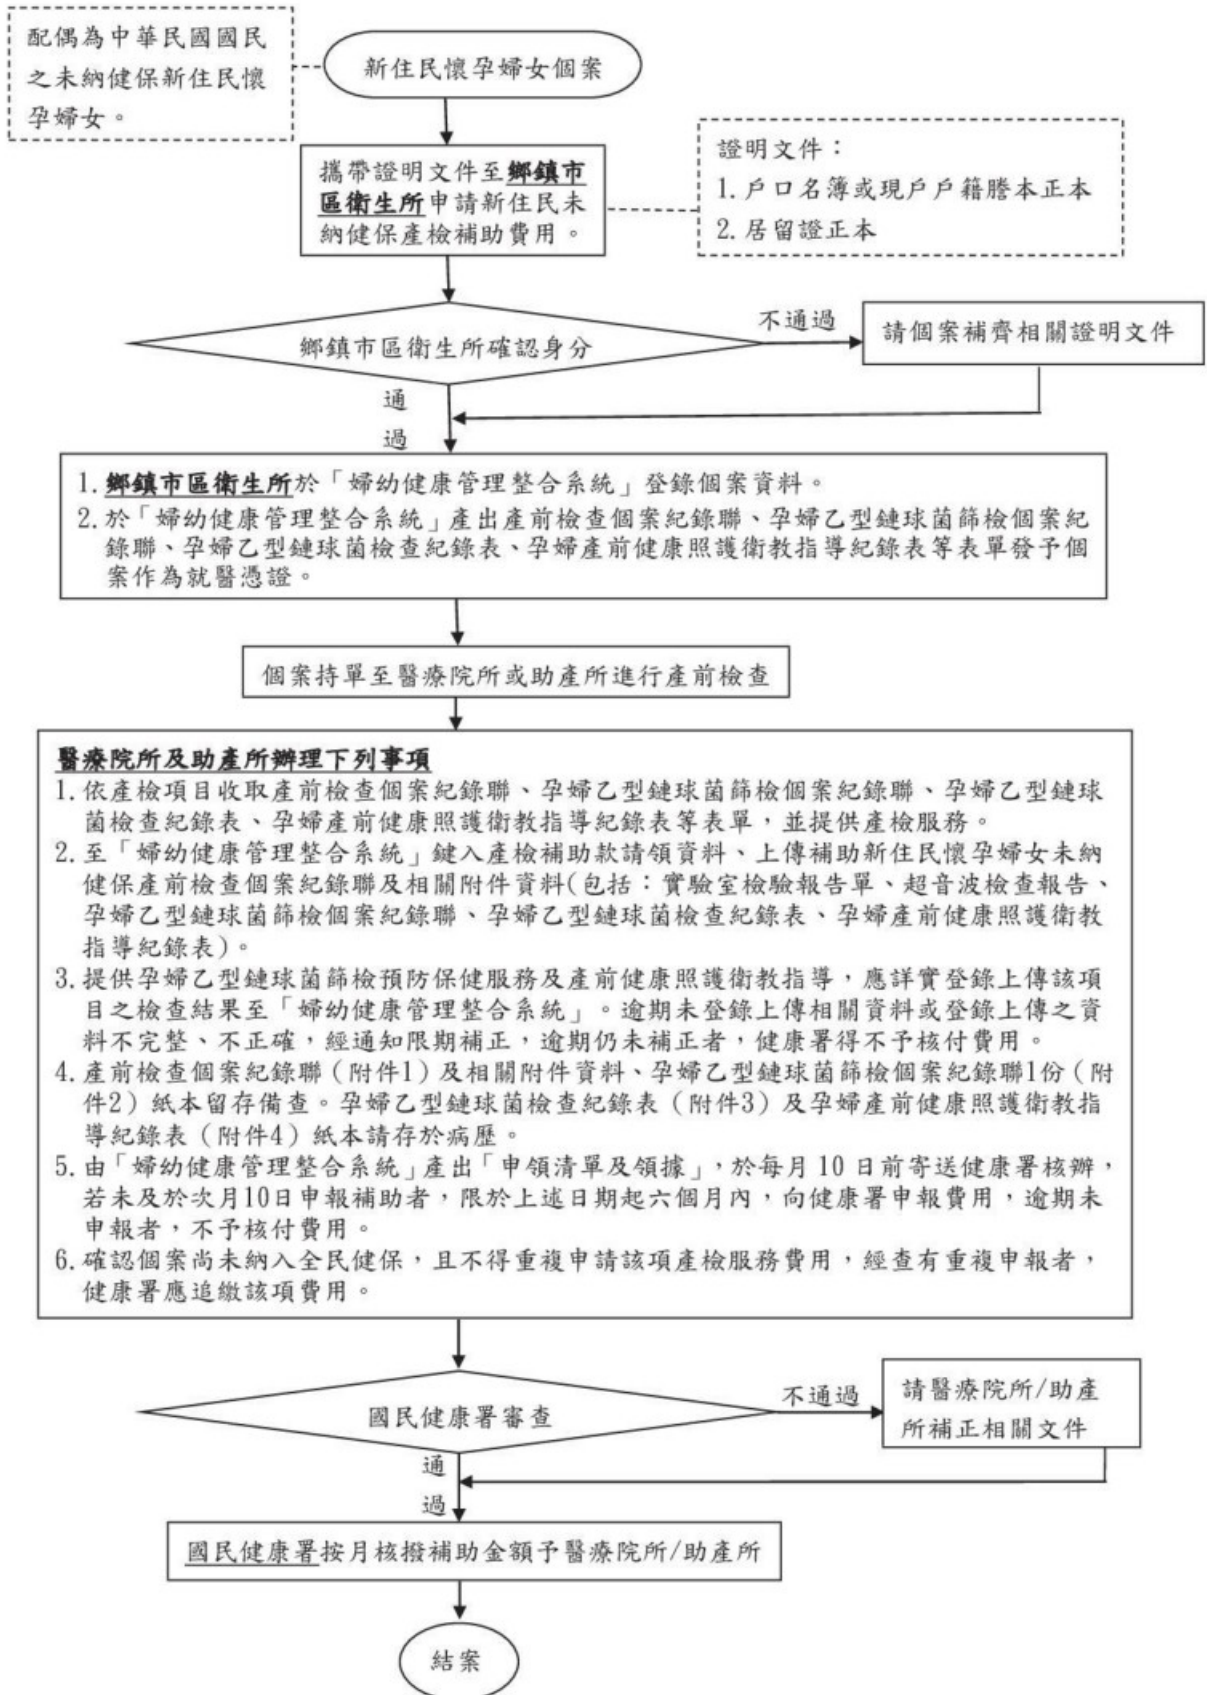 配偶為中華民國國民
之未納健保新住民懷
孕婦女。
新住民懷孕婦女個案
攜帶證明文件至鄉鎮市
區衛生所申請新住民未
納健保產檢補助費用。
證明文件：
1.戶口名簿或現戶戶籍謄本正本
2.居留證正本
鄉鎮市區衛生所確認身分
不通過
請個案補齊相關證明文件
通
過
1.鄉鎮市區衛生所於「婦幼健康管理整合系統」登錄個案資料。
2.於「婦幼健康管理整合系統」產出產前檢查個案紀錄聯、孕婦乙型鏈球菌篩檢個案紀
錄聯、孕婦乙型鏈球菌檢查紀錄表、孕婦產前健康照護衛教指導紀錄表等表單發予個
案作為就醫憑證。
個案持單至醫療院所或助產所進行產前檢查
醫療院所及助產所辦理下列事項
1.依產檢項目收取產前檢查個案紀錄聯、孕婦乙型鏈球菌篩檢個案紀錄聯、孕婦乙型鏈球
菌檢查紀錄表、孕婦產前健康照護衛教指導紀錄表等表單，並提供產檢服務。
2.至「婦幼健康管理整合系統」鍵入產檢補助款請領資料、上傳補助新住民懷孕婦女未納
健保產前檢查個案紀錄聯及相關附件資料(包括：實驗室檢驗報告單、超音波檢查報告、
孕婦乙型鏈球菌篩檢個案紀錄聯、孕婦乙型鏈球菌檢查紀錄表、孕婦產前健康照護衛教
指導紀錄表)。
3.提供孕婦乙型鏈球菌篩檢預防保健服務及產前健康照護衛教指導，應詳實登錄上傳該項
目之檢查結果至「婦幼健康管理整合系統」。逾期未登錄上傳相關資料或登錄上傳之資
料不完整、不正確，經通知限期補正，逾期仍未補正者，健康署得不予核付費用。
4.產前檢查個案紀錄聯（附件1）及相關附件資料、孕婦乙型鏈球菌篩檢個案紀錄聯1份（附
件2）紙本留存備查。孕婦乙型鏈球菌檢查紀錄表（附件3）及孕婦產前健康照護衛教指
導紀錄表（附件4）紙本請存於病歷。
5.由「婦幼健康管理整合系統」產出「申領清單及領據」，於每月 10 日前寄送健康署核辦，
若未及於次月10日申報補助者，限於上述日期起六個月內，向健康署申報費用，逾期未
申報者，不予核付費用。
6.確認個案尚未納入全民健保，且不得重複申請該項產檢服務費用，經查有重複申報者，
健康署應追繳該項費用。
國民健康署審查
不通過
請醫療院所/助產
所補正相關文件
通
過
國民健康署按月核撥補助金額予醫療院所/助產所
結案